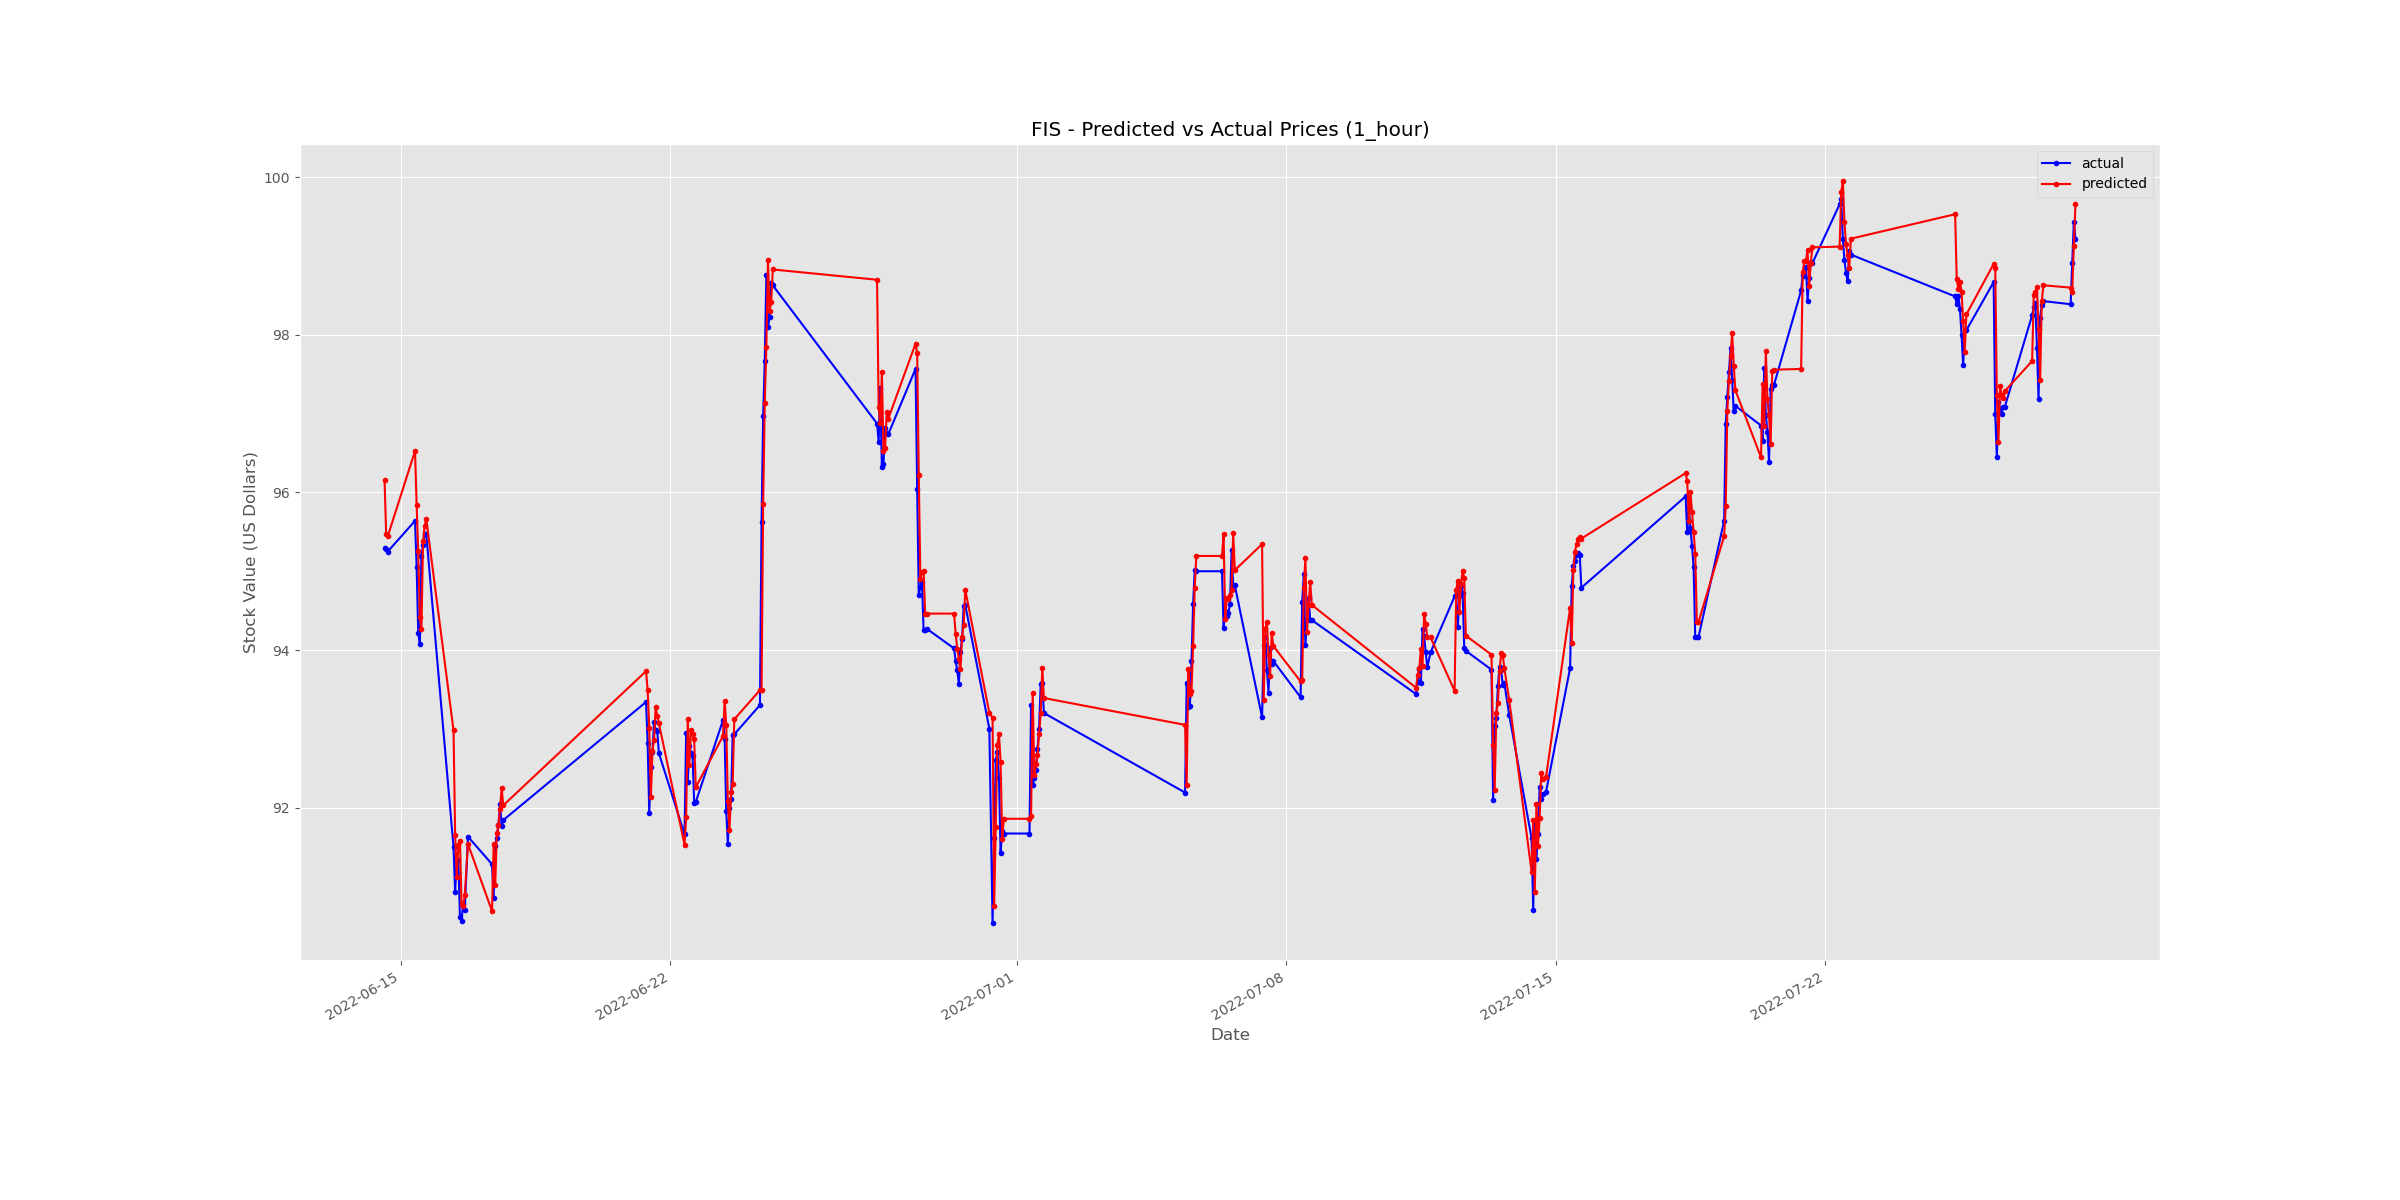 FIS - Predicted vs Actual Prices (1_hour)
actual
predicted
Stock Value (US Dollars)
100
98
96
94
92
2022-06-15
2022-06-22
2022-07-01
2022-07-08
2022-07-15
2022-07-22
Date